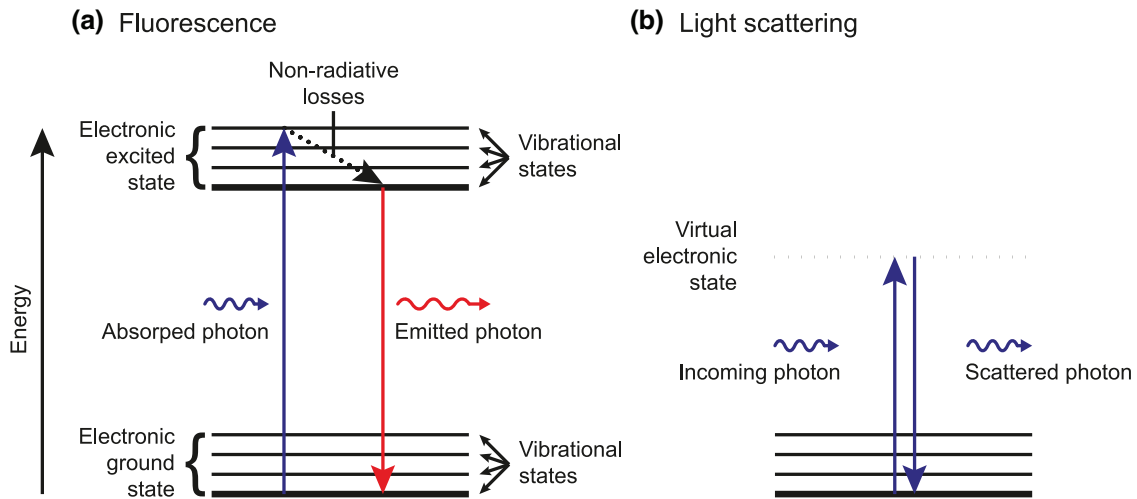 (a) Fluorescence
Non-radiative
losses
Electronic
excited
state
Vibrational
states
Energy
Absorped photon
Emitted photon
Electronic
ground
state
Vibrational
states
(b) Light scattering
Virtual
electronic
state
Incoming photon
Scattered photon